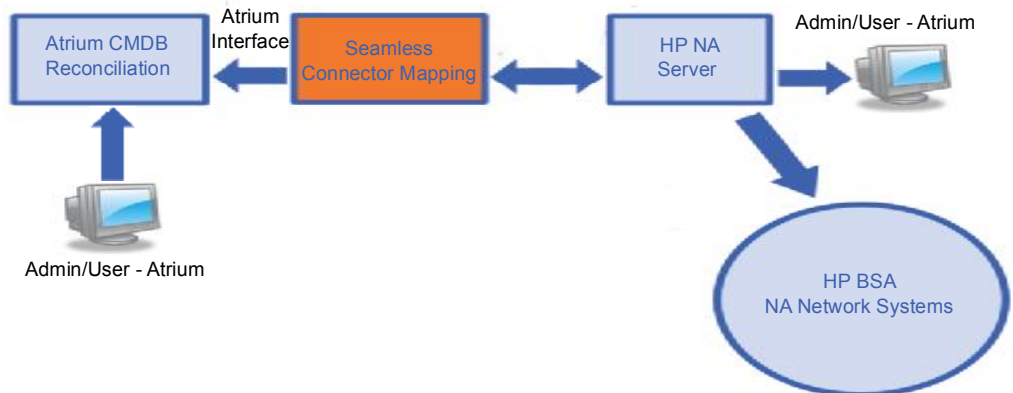 Atrium CMDB
Reconciliation
Atrium
Interface
Seamless
Connector Mapping
HP NA
Server
Admin/User - Atrium
Admin/User - Atrium
HP BSA
NA Network Systems